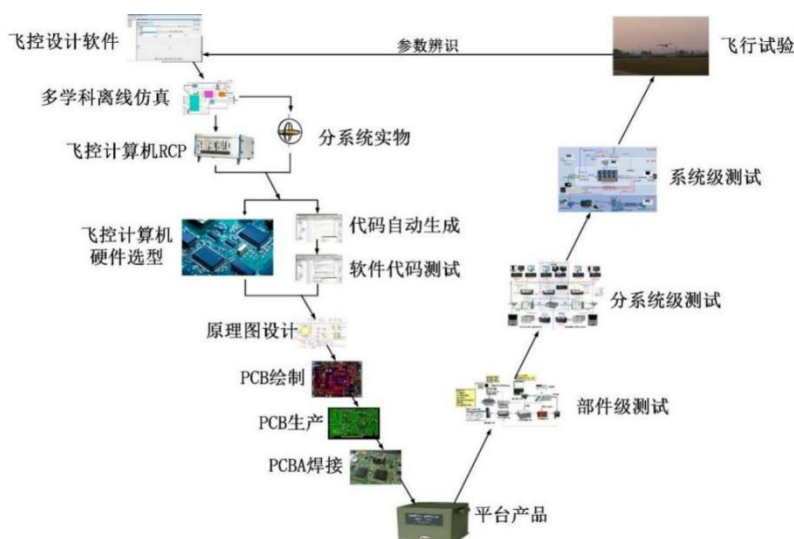 飞控设计软件
参数辨识
飞行试验
多学科离线仿真
飞控计算机RCP
分系统实物
系统级测试
飞控计算机
硬件选型
代码自动生成
软件代码测试
分系统级测试
原理图设计
PCB绘制
部件级测试
PCB生产
PCBA焊接
平台产品